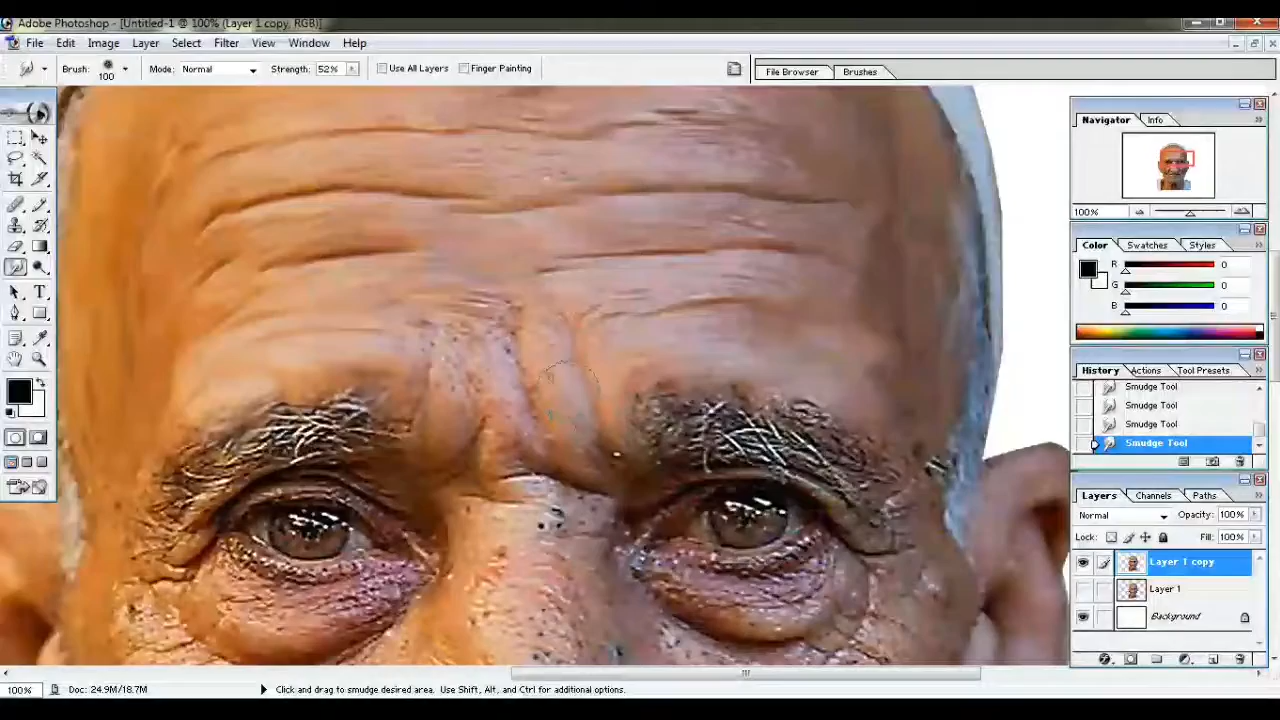 Adobe Photoshop - [Untitled-1 @ 100% (Layer 1 copy, RGB)]
File Edit Image Layer Select Filter View Window Help
Brush: 100 Mode: Normal Strength: 52% Use All Layers Finger Painting File Browser Brushes
Navigator Info
100%
Color Swatches Styles
R 0
G 0
B 0
History Actions Tool Presets
Smudge Tool
Smudge Tool
Smudge Tool
Smudge Tool
Layers Channels Paths
Normal Opacity: 100%
Lock: Fill: 100%
Layer 1 copy
Layer 1
Background
100% Doc: 24.9M/18.7M Click and drag to smudge desired area. Use Shift, Alt, and Ctrl for additional options.